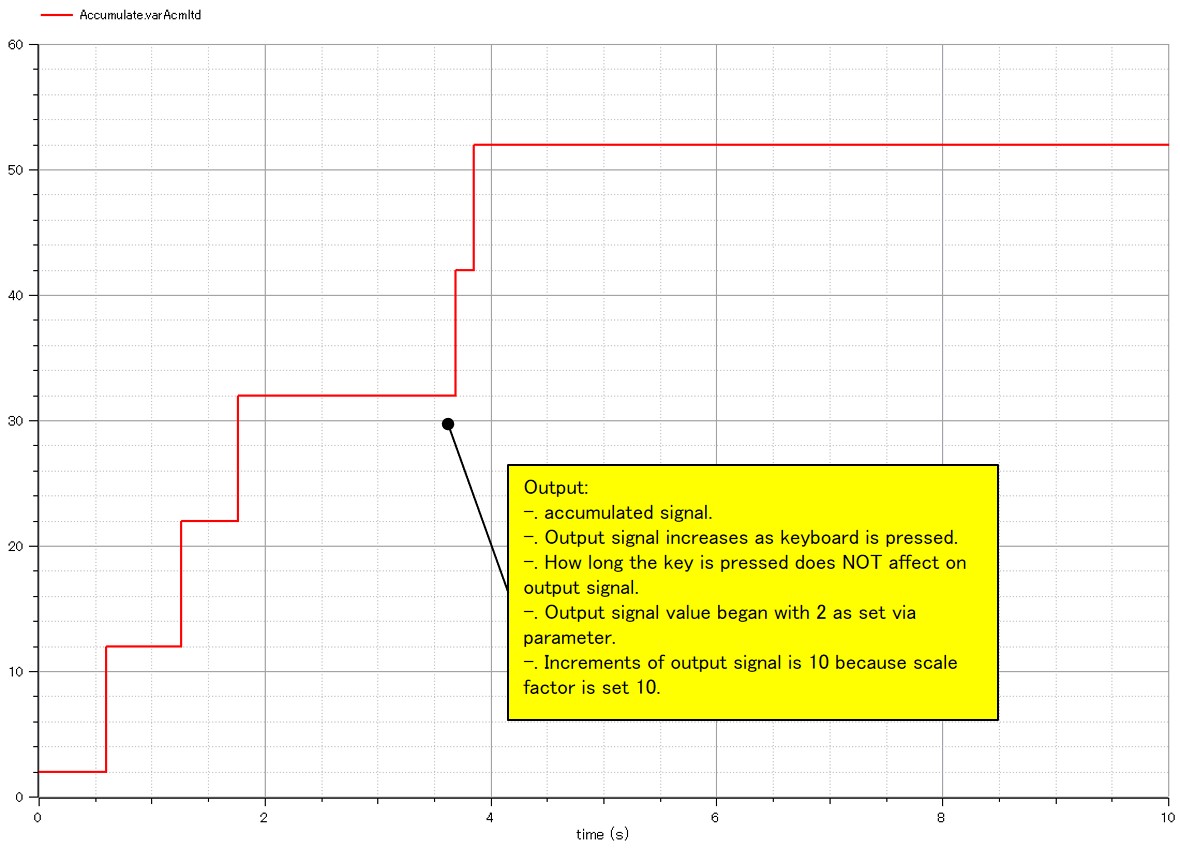 Accumulate.varAcmltd
60
50
40
30
20
10
0
Output:
-. accumulated signal.
-. Output signal increases as keyboard is pressed.
-. How long the key is pressed does NOT affect on
output signal.
-. Output signal value began with 2 as set via
parameter.
-. Increments of output signal is 10 because scale
factor is set 10.
0 2 4 6 8 10
time (s)